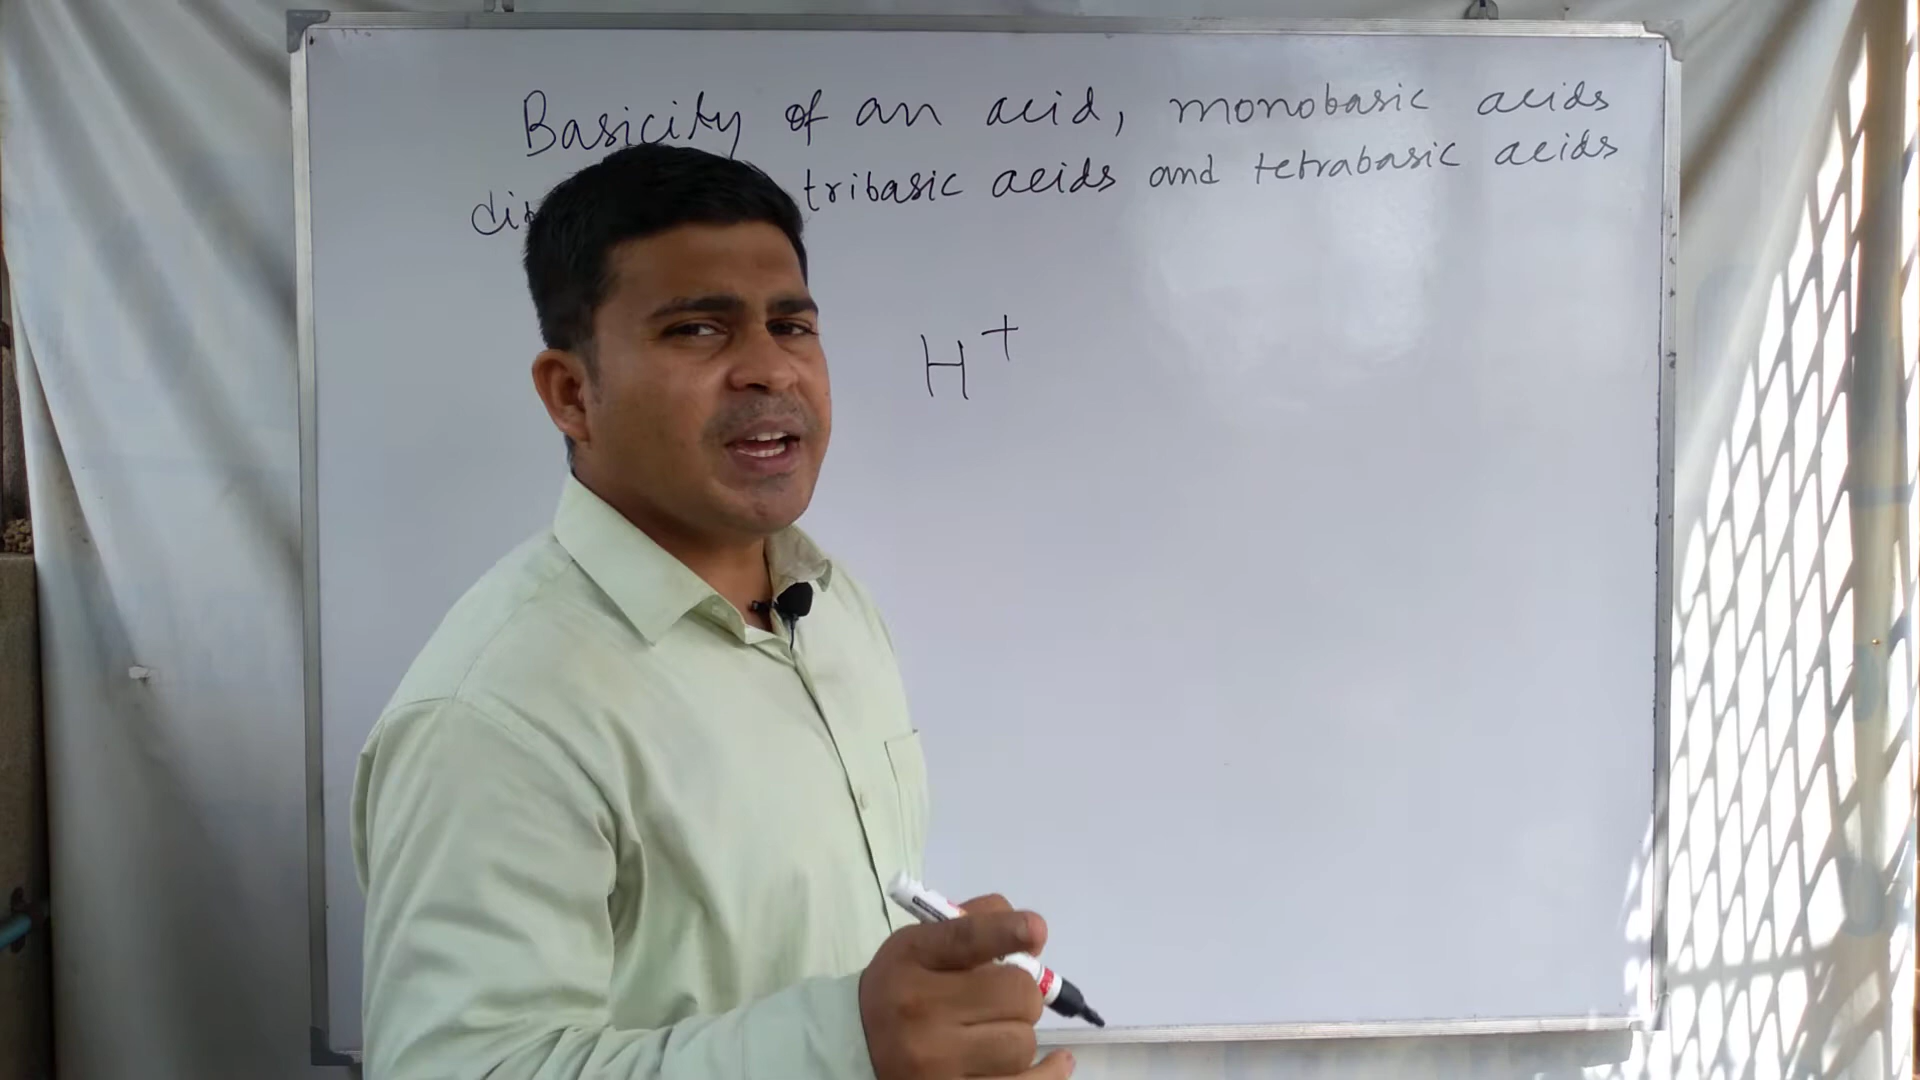 Basicity of an acid, monobasic acids
tribasic acids and tetrabasic acids
H+